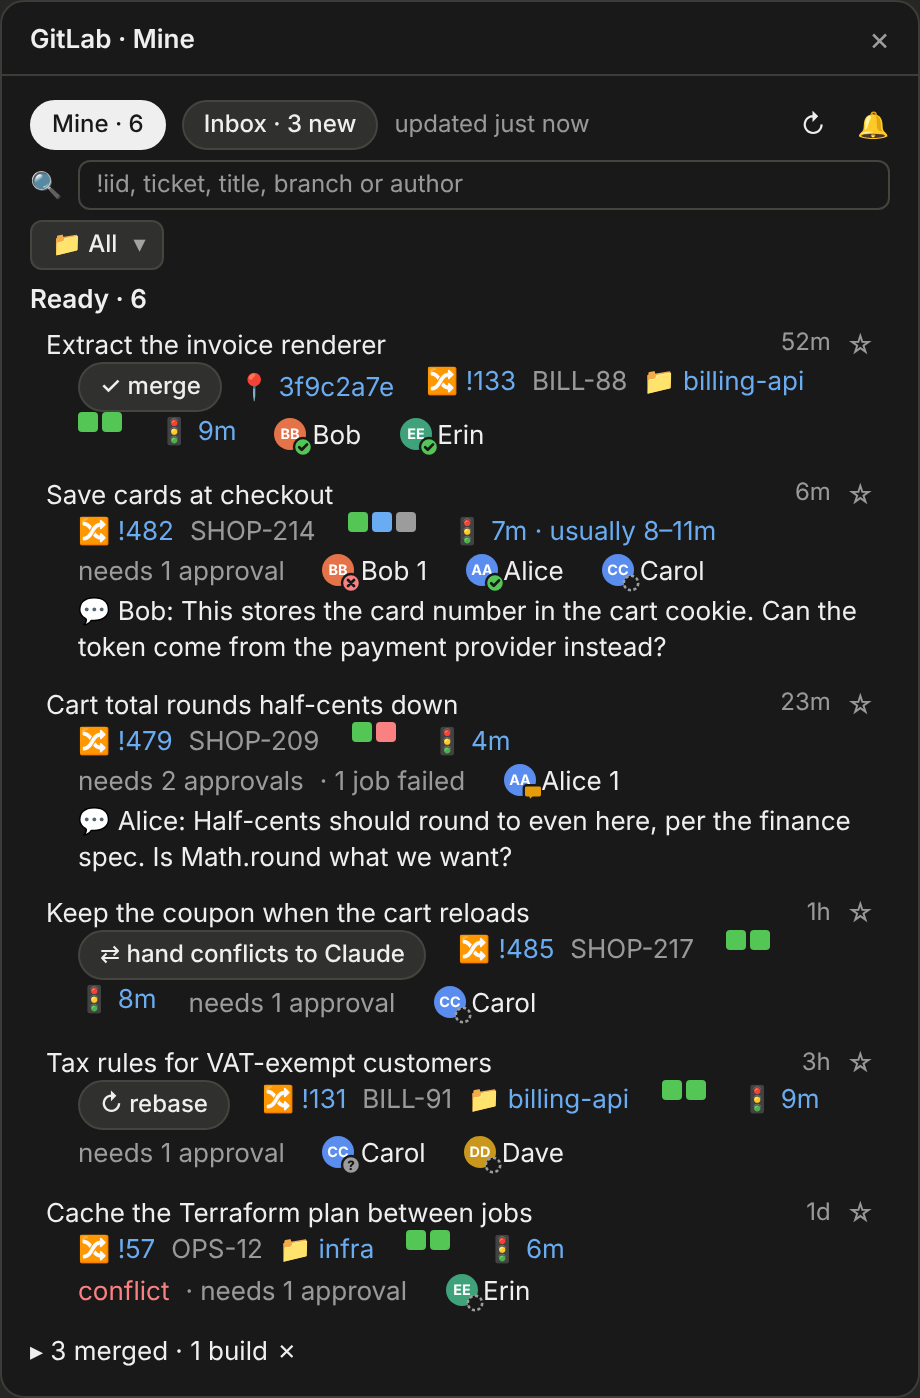 GitLab · Mine ×
Mine · 6 Inbox · 3 new updated just now
!iid, ticket, title, branch or author
All ▾
Ready · 6
Extract the invoice renderer 52m ☆
✓ merge 3f9c2a7e !133 BILL-88 billing-api
9m BB Bob EE Erin
Save cards at checkout 6m ☆
!482 SHOP-214 7m · usually 8–11m
needs 1 approval BB Bob 1 AA Alice CC Carol
Bob: This stores the card number in the cart cookie. Can the
token come from the payment provider instead?
Cart total rounds half-cents down 23m ☆
!479 SHOP-209 4m
needs 2 approvals · 1 job failed AA Alice 1
Alice: Half-cents should round to even here, per the finance
spec. Is Math.round what we want?
Keep the coupon when the cart reloads 1h ☆
⇄ hand conflicts to Claude !485 SHOP-217
8m needs 1 approval CC Carol
Tax rules for VAT-exempt customers 3h ☆
↻ rebase !131 BILL-91 billing-api 9m
needs 1 approval CC Carol DD Dave
Cache the Terraform plan between jobs 1d ☆
!57 OPS-12 infra 6m
conflict · needs 1 approval EE Erin
▸ 3 merged · 1 build ×